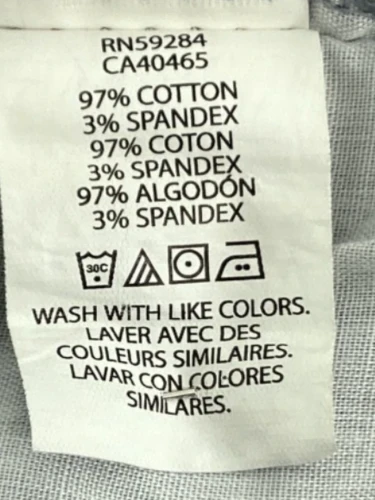 RN59284
CA40465
97% COTTON
3% SPANDEX
97% COTON
3% SPANDEX
97% ALGODÓN
3% SPANDEX
30C
WASH WITH LIKE COLORS.
LAVER AVEC DES
COULEURS SIMILAIRES.
LAVAR CON COLORES
SIMILARES.